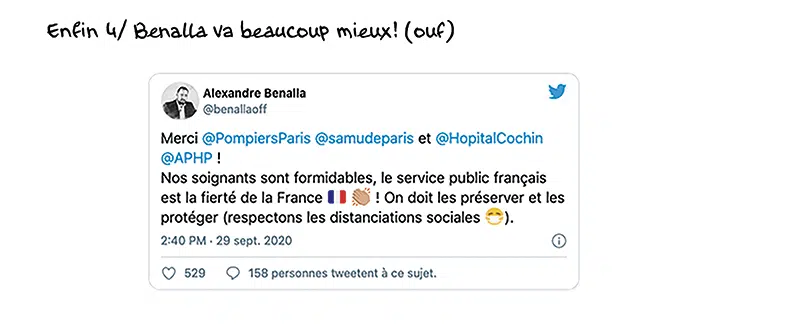 Enfin 4/ Benalla va beaucoup mieux! (ouf)
Alexandre Benalla
@benallaoff
Merci @PompiersParis @samudeparis et @HopitalCochin
@APHP !
Nos soignants sont formidables, le service public français
est la fierté de la France 🇫🇷 👏🏼 ! On doit les préserver et les
protéger (respectons les distanciations sociales 😷).
2:40 PM · 29 sept. 2020
529 158 personnes tweetent à ce sujet.